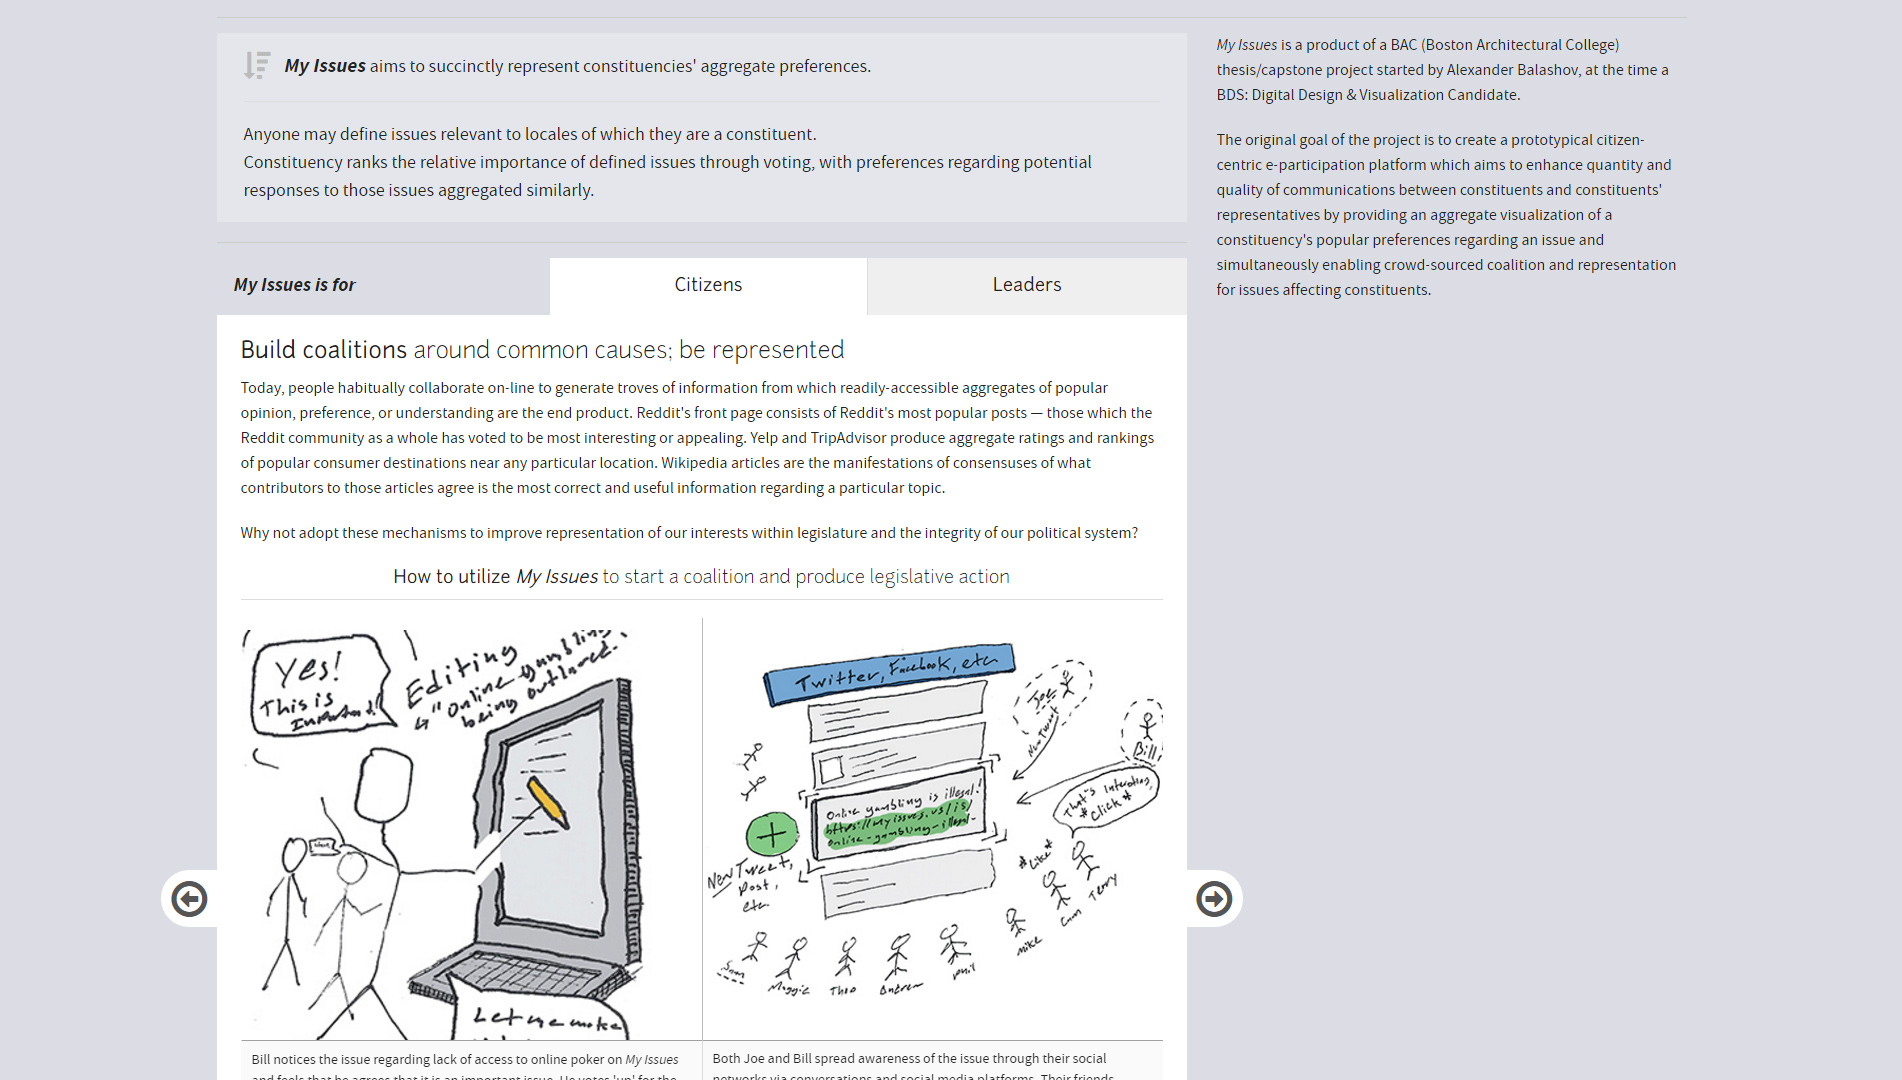 My Issues aims to succinctly represent constituencies' aggregate preferences.
Anyone may define issues relevant to locales of which they are a constituent.
Constituency ranks the relative importance of defined issues through voting, with preferences regarding potential
responses to those issues aggregated similarly.
My Issues is a product of a BAC (Boston Architectural College)
thesis/capstone project started by Alexander Balashov, at the time a
BDS: Digital Design & Visualization Candidate.
The original goal of the project is to create a prototypical citizen-
centric e-participation platform which aims to enhance quantity and
quality of communications between constituents and constituents'
representatives by providing an aggregate visualization of a
constituency's popular preferences regarding an issue and
simultaneously enabling crowd-sourced coalition and representation
for issues affecting constituents.
My Issues is for
Citizens
Leaders
Build coalitions around common causes; be represented
Today, people habitually collaborate on-line to generate troves of information from which readily-accessible aggregates of popular
opinion, preference, or understanding are the end product. Reddit's front page consists of Reddit's most popular posts — those which the
Reddit community as a whole has voted to be most interesting or appealing. Yelp and TripAdvisor produce aggregate ratings and rankings
of popular consumer destinations near any particular location. Wikipedia articles are the manifestations of consensuses of what
contributors to those articles agree is the most correct and useful information regarding a particular topic.
Why not adopt these mechanisms to improve representation of our interests within legislature and the integrity of our political system?
How to utilize My Issues to start a coalition and produce legislative action
Yes!
This is
Important!
Editing
"Online gambling
being outlawed.
Let me make
Twitter, Facebook, etc
Joe
New Tweet
Bill
That's interesting,
*Click*
Online gambling is illegal!
https://myissues.us/is/
online-gambling-illegal-
New Tweet,
Post,
etc.
*Like*
Terry
Cam
Mike
Phil
Andrew
Theo
Maggie
Bill notices the issue regarding lack of access to online poker on My Issues
and feels that he agrees that it is an important issue. He votes 'up' for the
Both Joe and Bill spread awareness of the issue through their social
networks via conversations and social media platforms. Their friends,